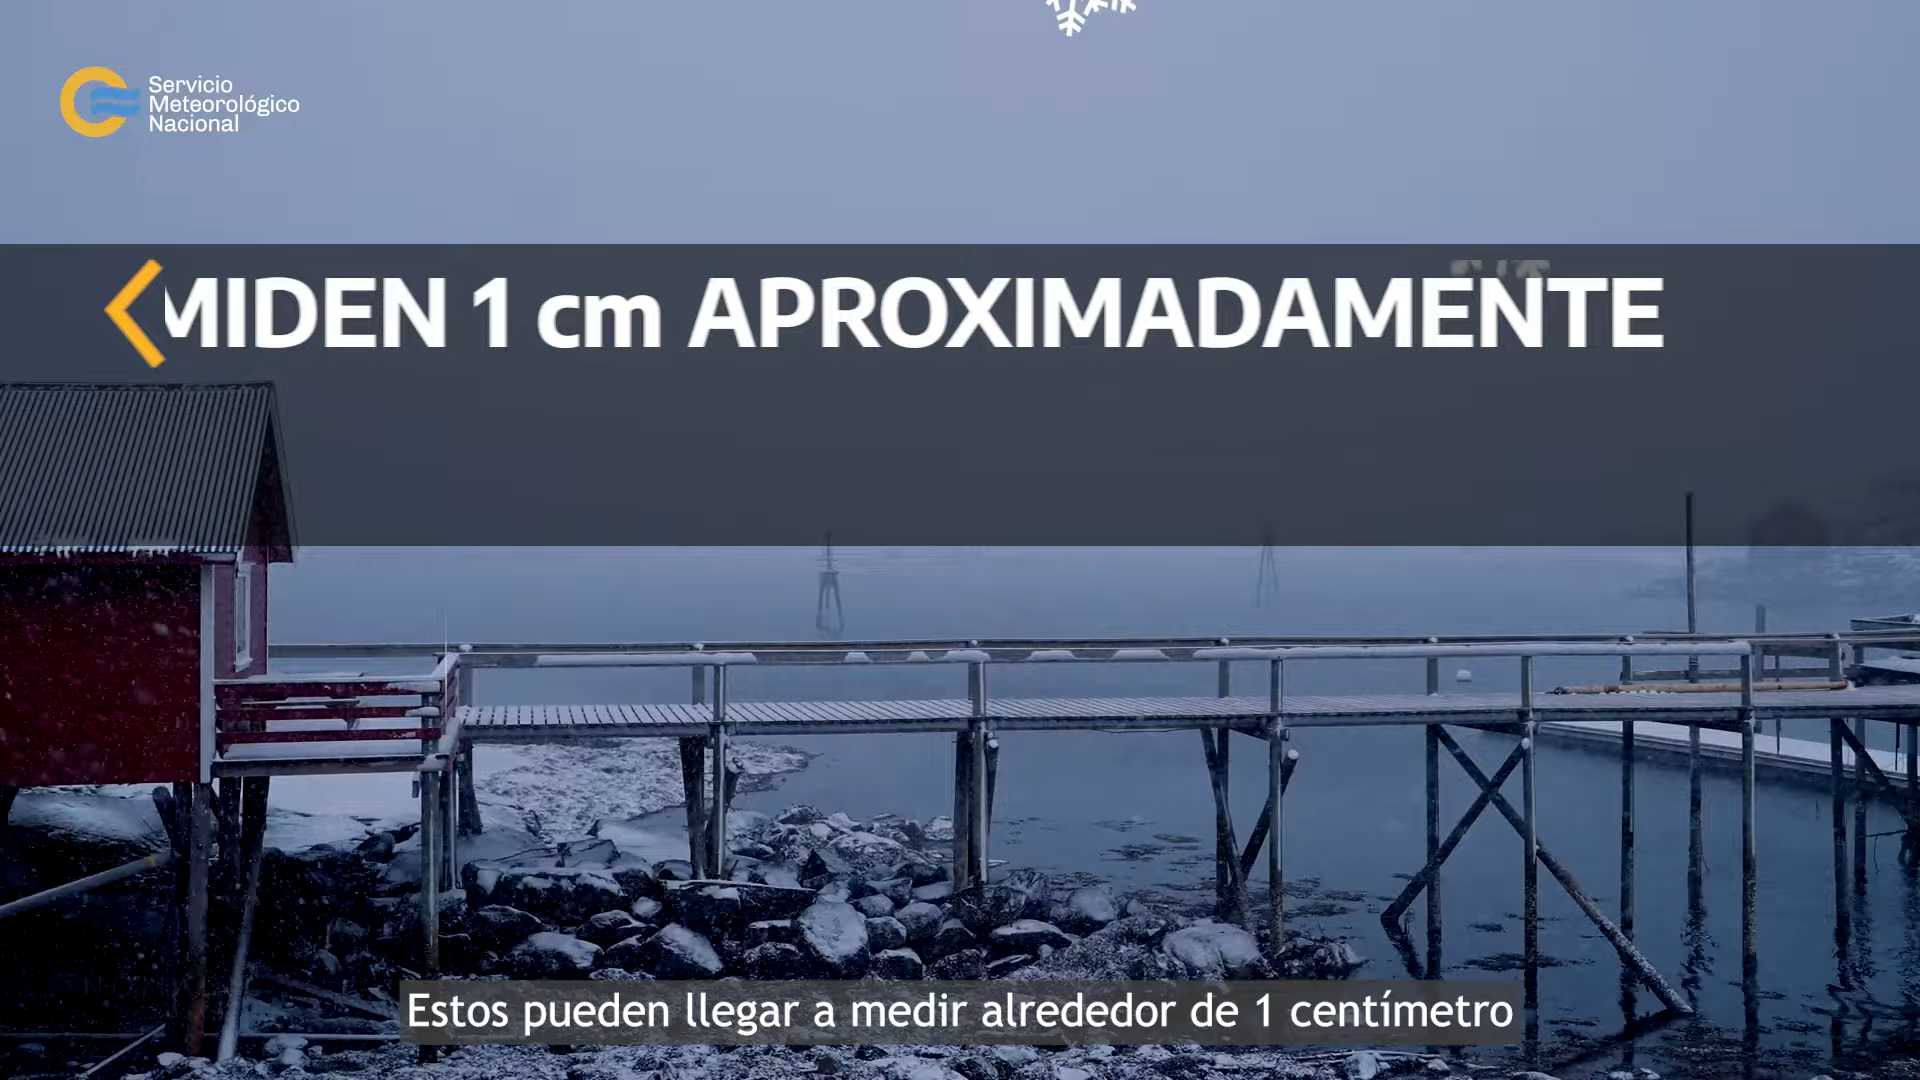 Servicio
Meteorológico
Nacional
MIDEN 1 cm APROXIMADAMENTE
Estos pueden llegar a medir alrededor de 1 centímetro